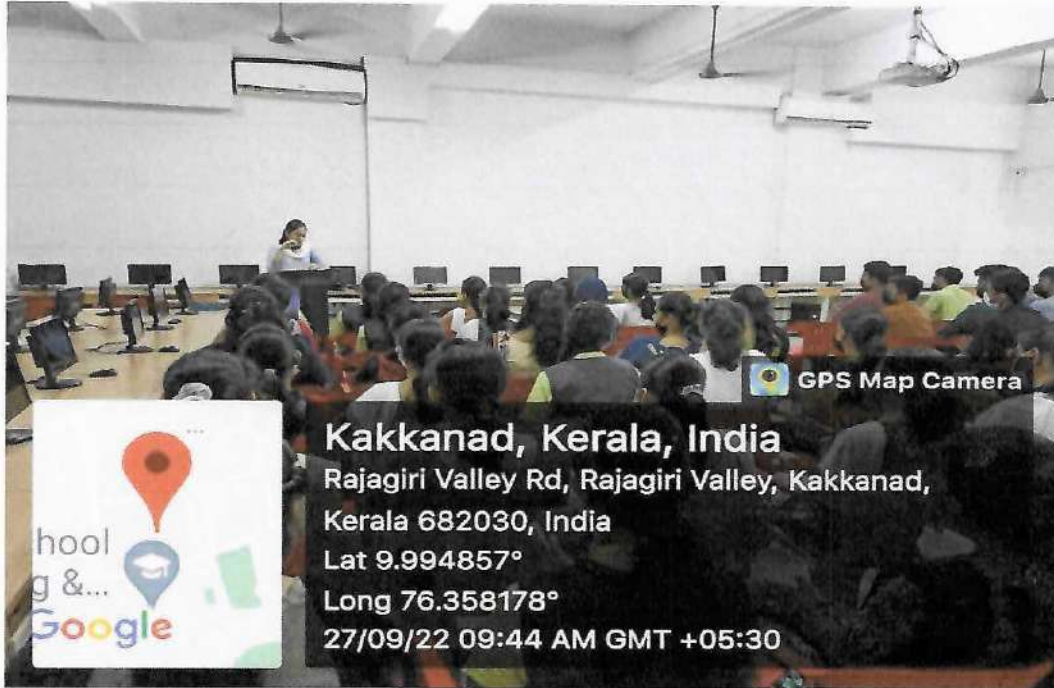 GPS Map Camera
Kakkanad, Kerala, India
Rajagiri Valley Rd, Rajagiri Valley, Kakkanad,
Kerala 682030, India
Lat 9.994857°
Long 76.358178°
27/09/22 09:44 AM GMT +05:30
hool
g &...
Google